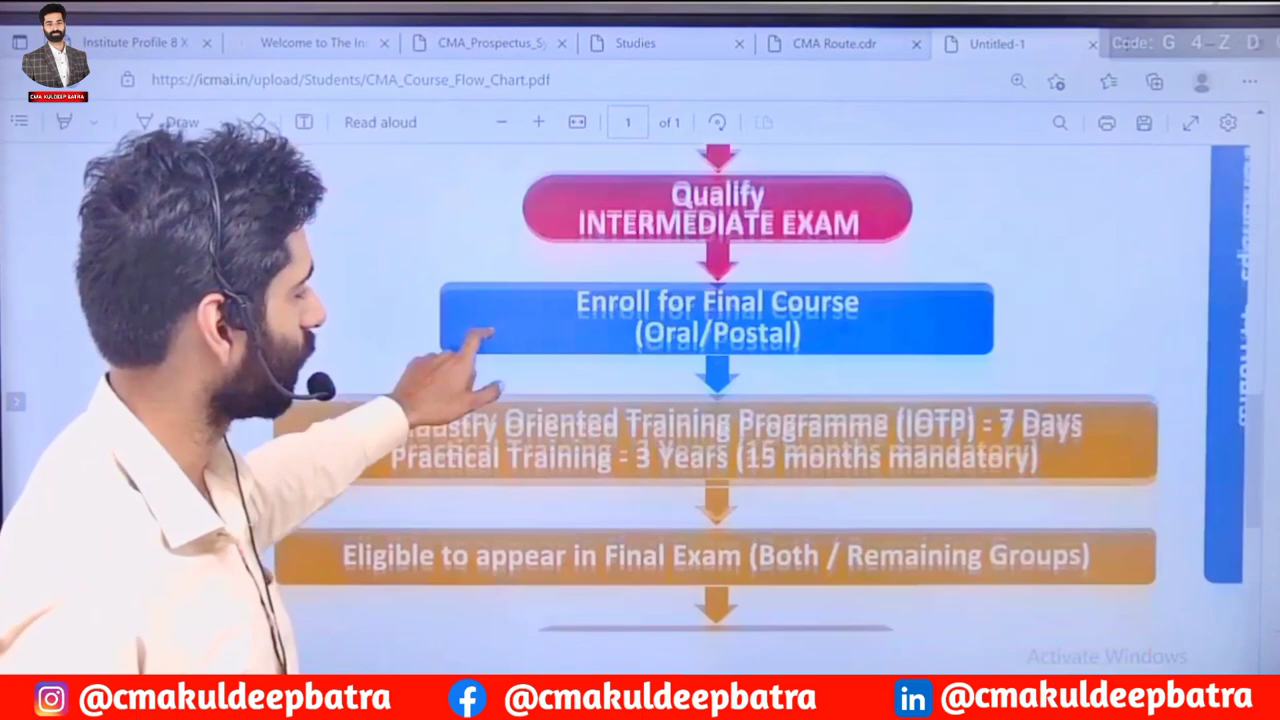 Institute Profile 8 X
Welcome to The Ins
CMA_Prospectus_Sy
Studies
CMA Route.cdr
Untitled-1
Code: G 4-Z D
CMA KULDEEP BATRA
https://icmai.in/upload/Students/CMA_Course_Flow_Chart.pdf
Draw
Read aloud
1
of 1
Qualify
INTERMEDIATE EXAM
Enroll for Final Course
(Oral/Postal)
Oriented Training Programme (IOTP) - 7 Days
Practical Training - 3 Years (15 months mandatory)
Eligible to appear in Final Exam (Both / Remaining Groups)
Activate Windows
@cmakuldeepbatra
@cmakuldeepbatra
in @cmakuldeepbatra